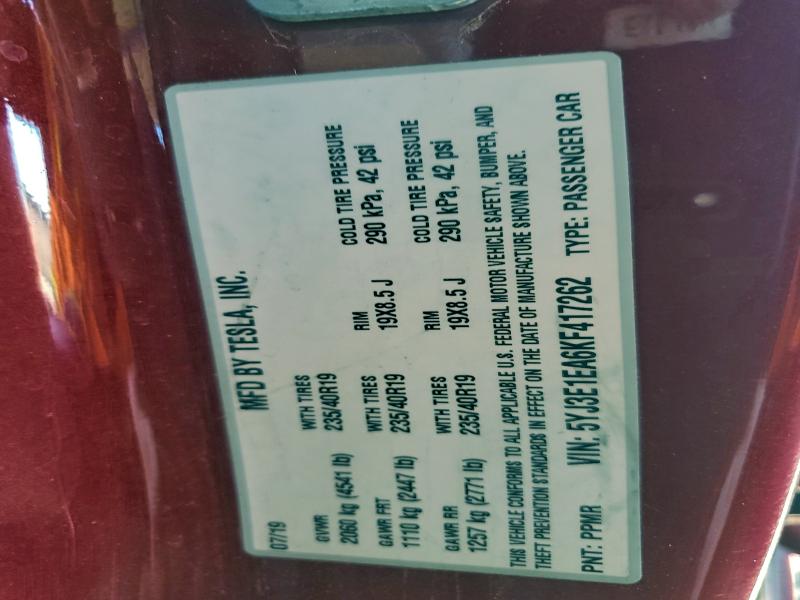 07/19
MFD BY TESLA, INC.
GVWR WITH TIRES
2060 kg (4541 lb) 235/40R19
GAWR FRT WITH TIRES RIM COLD TIRE PRESSURE
1110 kg (2447 lb) 235/40R19 19X8.5 J 290 kPa, 42 psi
GAWR RR WITH TIRES RIM COLD TIRE PRESSURE
1257 kg (2771 lb) 235/40R19 19X8.5 J 290 kPa, 42 psi
THIS VEHICLE CONFORMS TO ALL APPLICABLE U.S. FEDERAL MOTOR VEHICLE SAFETY, BUMPER, AND
THEFT PREVENTION STANDARDS IN EFFECT ON THE DATE OF MANUFACTURE SHOWN ABOVE.
PNT: PPMR VIN: 5YJ3E1EA6KF417262 TYPE: PASSENGER CAR